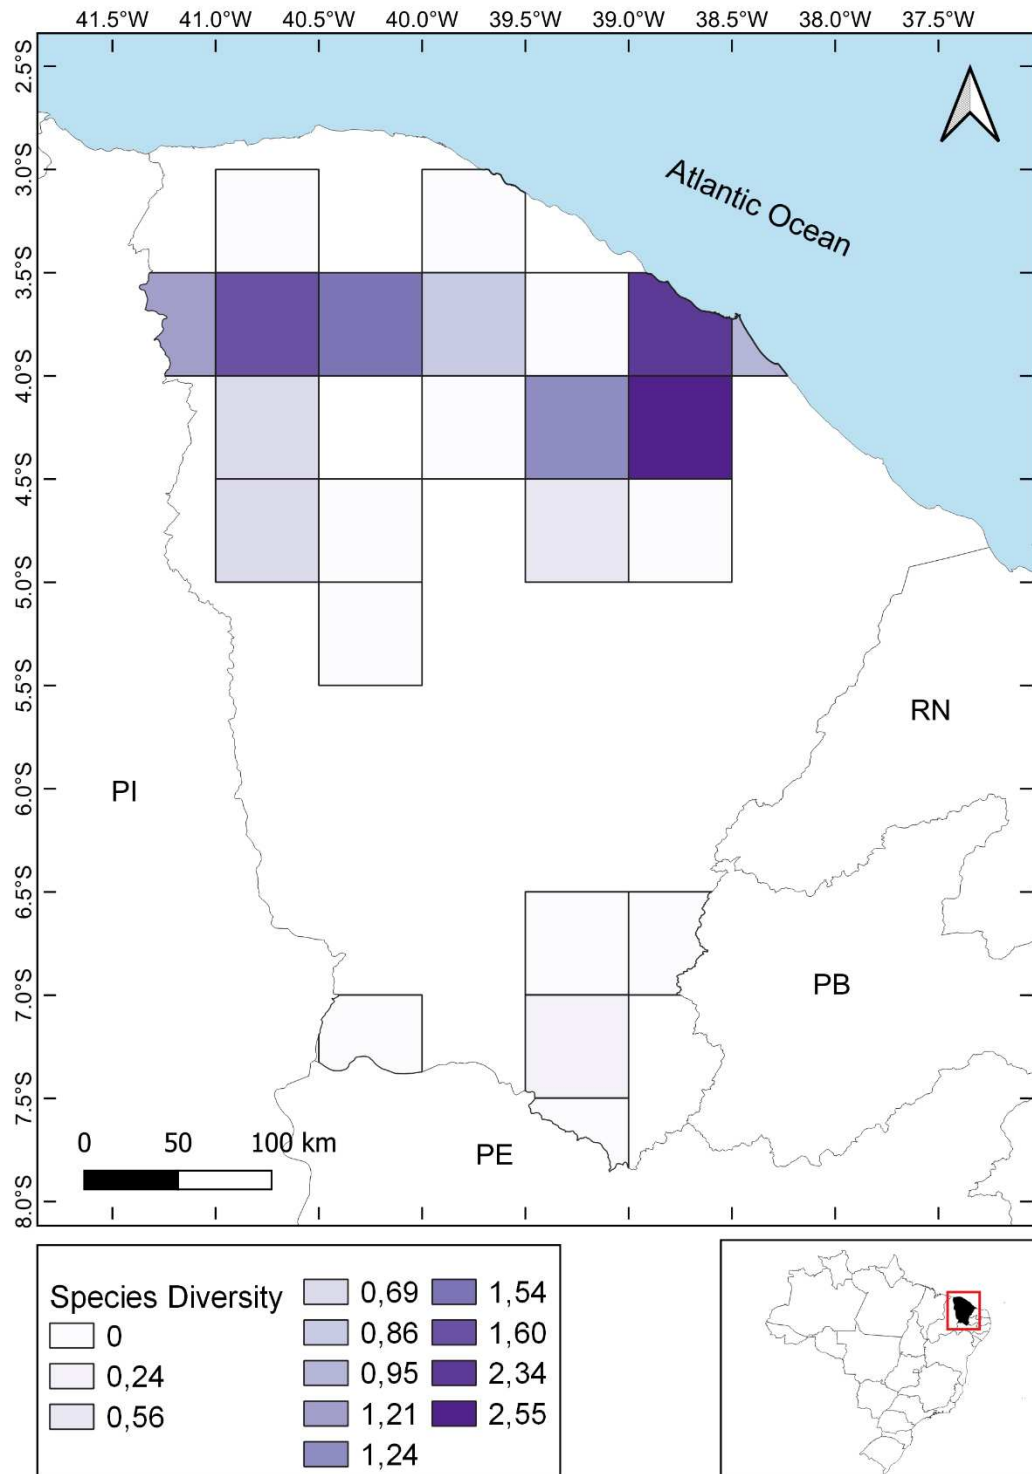 41.5°W 41.0°W 40.5°W 40.0°W 39.5°W 39.0°W 38.5°W 38.0°W 37.5°W
2.5°S
3.0°S
3.5°S
4.0°S
4.5°S
5.0°S
5.5°S
6.0°S
6.5°S
7.0°S
7.5°S
8.0°S
Atlantic Ocean
RN
PI
PB
PE
0 50 100 km
Species Diversity
0
0,24
0,56
0,69
0,86
0,95
1,21
1,24
1,54
1,60
2,34
2,55